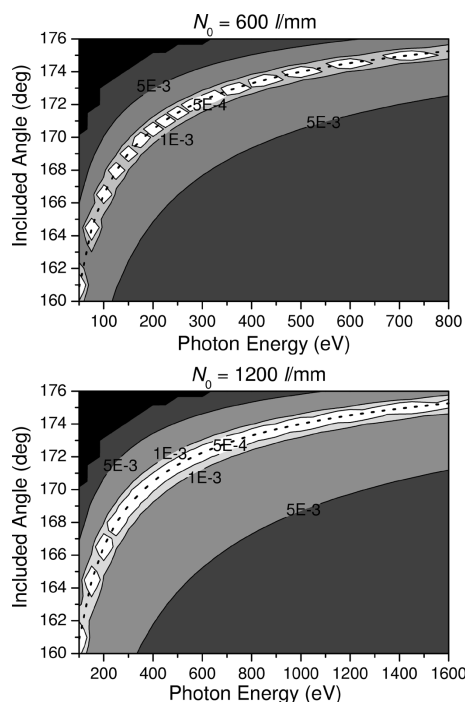 N₀ = 600 l/mm
176
174
172
170
168
166
164
162
160
Included Angle (deg)
5E-3
5E-4
1E-3
5E-3
100 200 300 400 500 600 700 800
Photon Energy (eV)
N₀ = 1200 l/mm
176
174
172
170
168
166
164
162
160
Included Angle (deg)
5E-3
1E-3
5E-4
1E-3
5E-3
200 400 600 800 1000 1200 1400 1600
Photon Energy (eV)